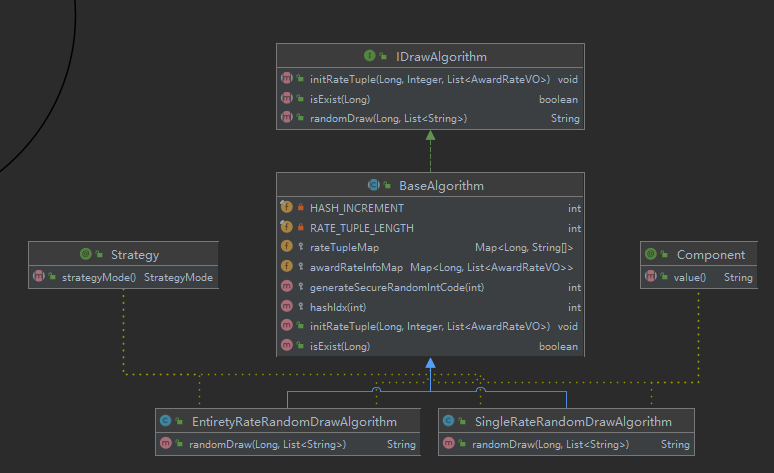 IDrawAlgorithm
initRateTuple(Long, Integer, List<AwardRateVO>) void
isExist(Long) boolean
randomDraw(Long, List<String>) String
BaseAlgorithm
HASH_INCREMENT int
RATE_TUPLE_LENGTH int
rateTupleMap Map<Long, String[]>
awardRateInfoMap Map<Long, List<AwardRateVO>>
generateSecureRandomIntCode(int) int
hashIdx(int) int
initRateTuple(Long, Integer, List<AwardRateVO>) void
isExist(Long) boolean
Strategy
strategyMode() StrategyMode
Component
value() String
EntiretyRateRandomDrawAlgorithm
randomDraw(Long, List<String>) String
SingleRateRandomDrawAlgorithm
randomDraw(Long, List<String>) String